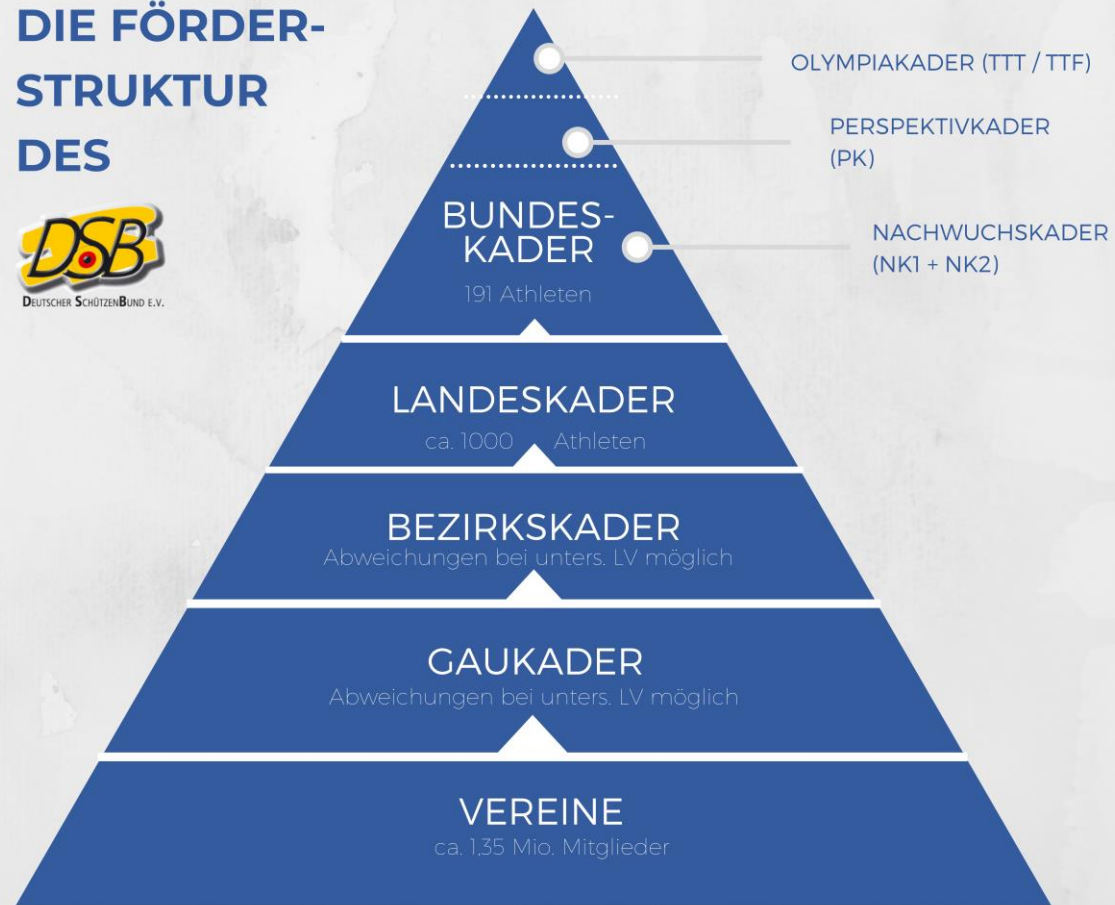 DIE FÖRDER-
STRUKTUR
DES
DSB
DEUTSCHER SCHÜTZENBUND E.V.
OLYMPIAKADER (TTT / TTF)
PERSPEKTIVKADER
(PK)
BUNDES-
KADER
191 Athleten
NACHWUCHSKADER
(NK1 + NK2)
LANDESKADER
ca. 1000 Athleten
BEZIRKSKADER
Abweichungen bei unters. LV möglich
GAUKADER
Abweichungen bei unters. LV möglich
VEREINE
ca. 1,35 Mio. Mitglieder